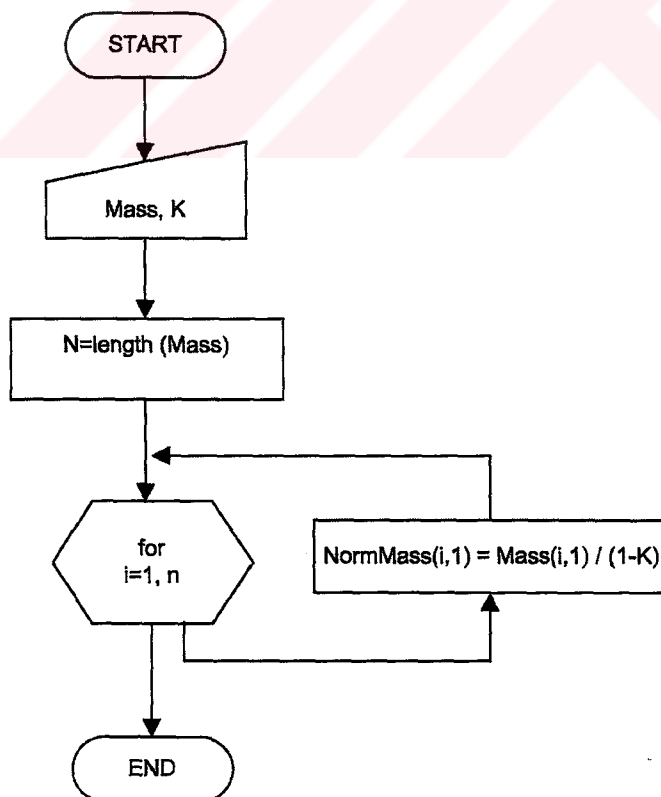 START
Mass, K
N=length (Mass)
for
i=1, n
NormMass(i,1) = Mass(i,1) / (1-K)
END